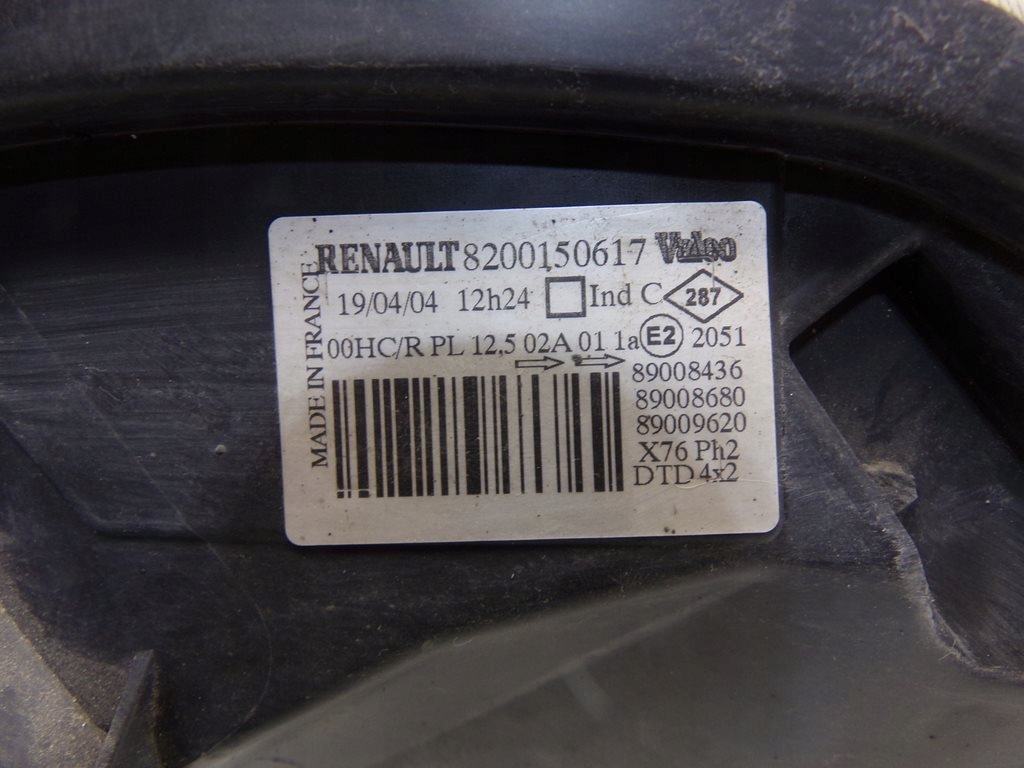 RENAULT 8200150617 Valeo
MADE IN FRANCE
19/04/04 12h24 Ind C 287
00HC/R PL 12,5 02A 01 1a E2 2051
89008436
89008680
89009620
X76 Ph2
DTD 4x2